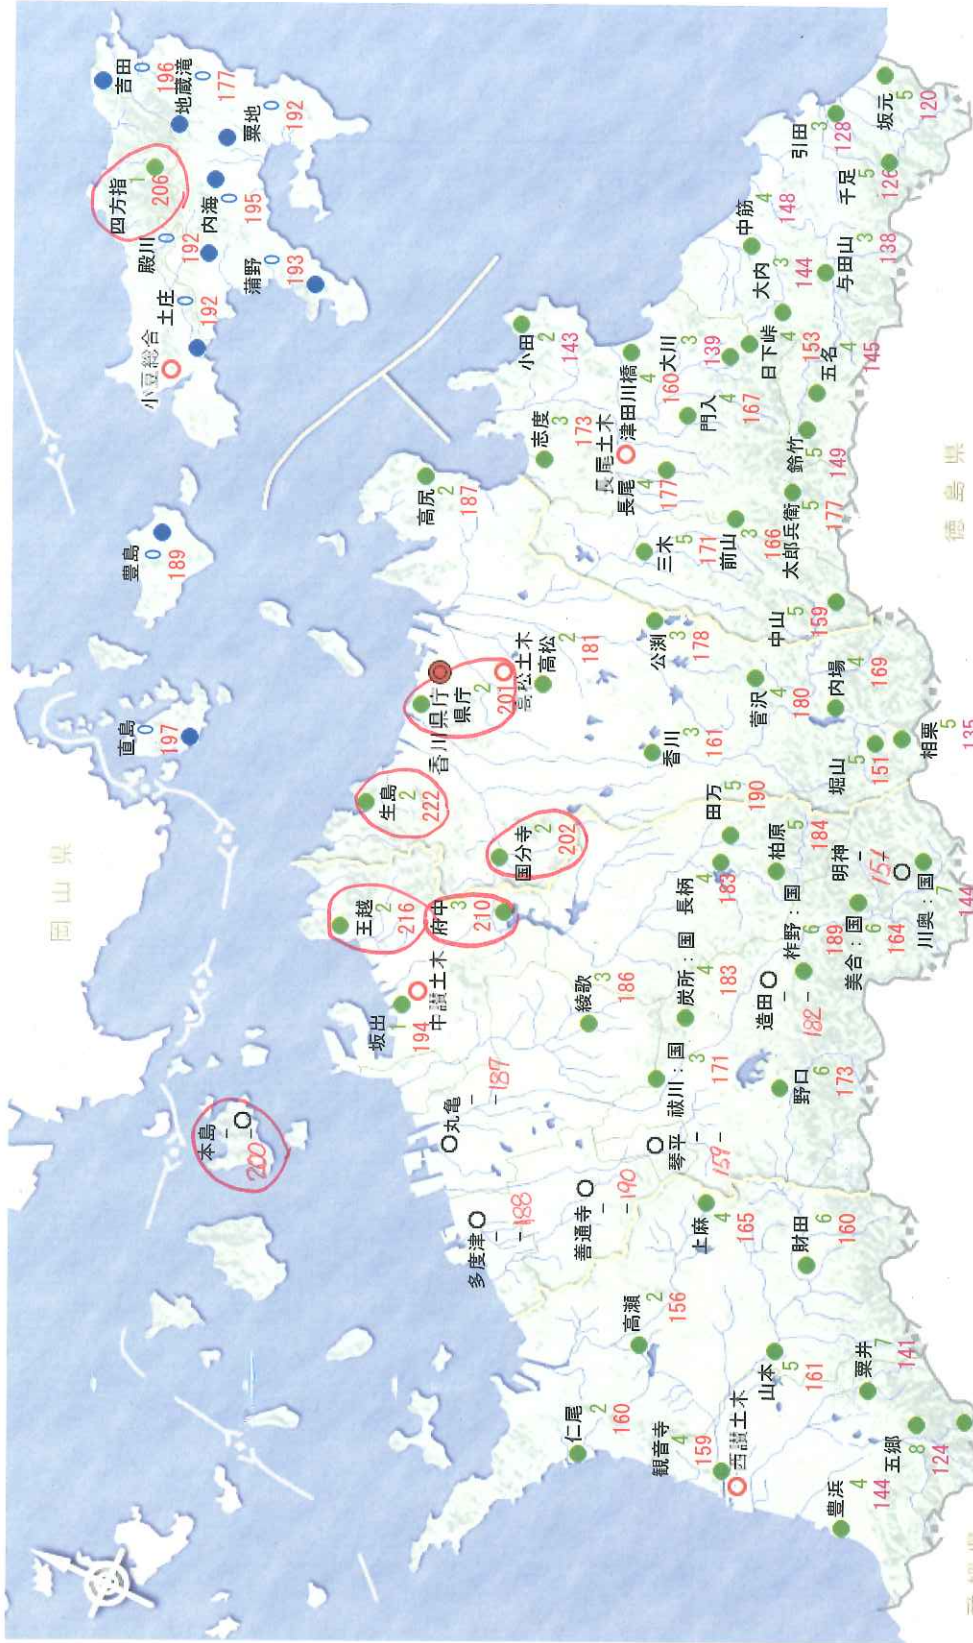 岡山県
徳島県
吉田
0
196
地蔵滝
0
177
粟地
0
192
四方指
1
206
内海
0
195
殿川
0
192
蒲野
0
193
土庄
0
192
小豆総合
豊島
0
189
直島
0
197
本島
-
200
引田
3
128
坂元
5
120
千足
5
126
中筋
4
148
大内
3
144
与田山
3
138
小田
2
143
大川
3
139
日下峠
4
153
五名
4
145
津田川橋
4
160
門入
4
167
志度
3
173
長尾土木
長尾
4
177
鈴竹
5
149
高尻
2
187
三木
5
171
前山
3
166
太郎兵衛
5
177
中山
5
159
香川県庁
県庁
2
201
高松土木
高松
2
181
公渕
3
178
菅沢
4
180
内場
4
169
香川
3
161
堀山
5
151
相栗
5
135
生島
2
222
国分寺
2
202
田万
5
190
柏原
5
184
長柄
4
183
明神
-
151
王越
2
216
府中
3
210
柞野：国
6
189
美合：国
6
164
川奥：国
7
144
坂出
1
194
中讃土木
綾歌
3
186
炭所：国
4
183
造田
-
182
祓川：国
3
171
野口
6
173
丸亀
-
187
琴平
-
159
多度津
-
188
善通寺
-
190
上麻
4
165
財田
6
160
高瀬
2
156
山本
5
161
粟井
7
141
仁尾
2
160
観音寺
4
159
西讃土木
五郷
8
124
豊浜
4
144